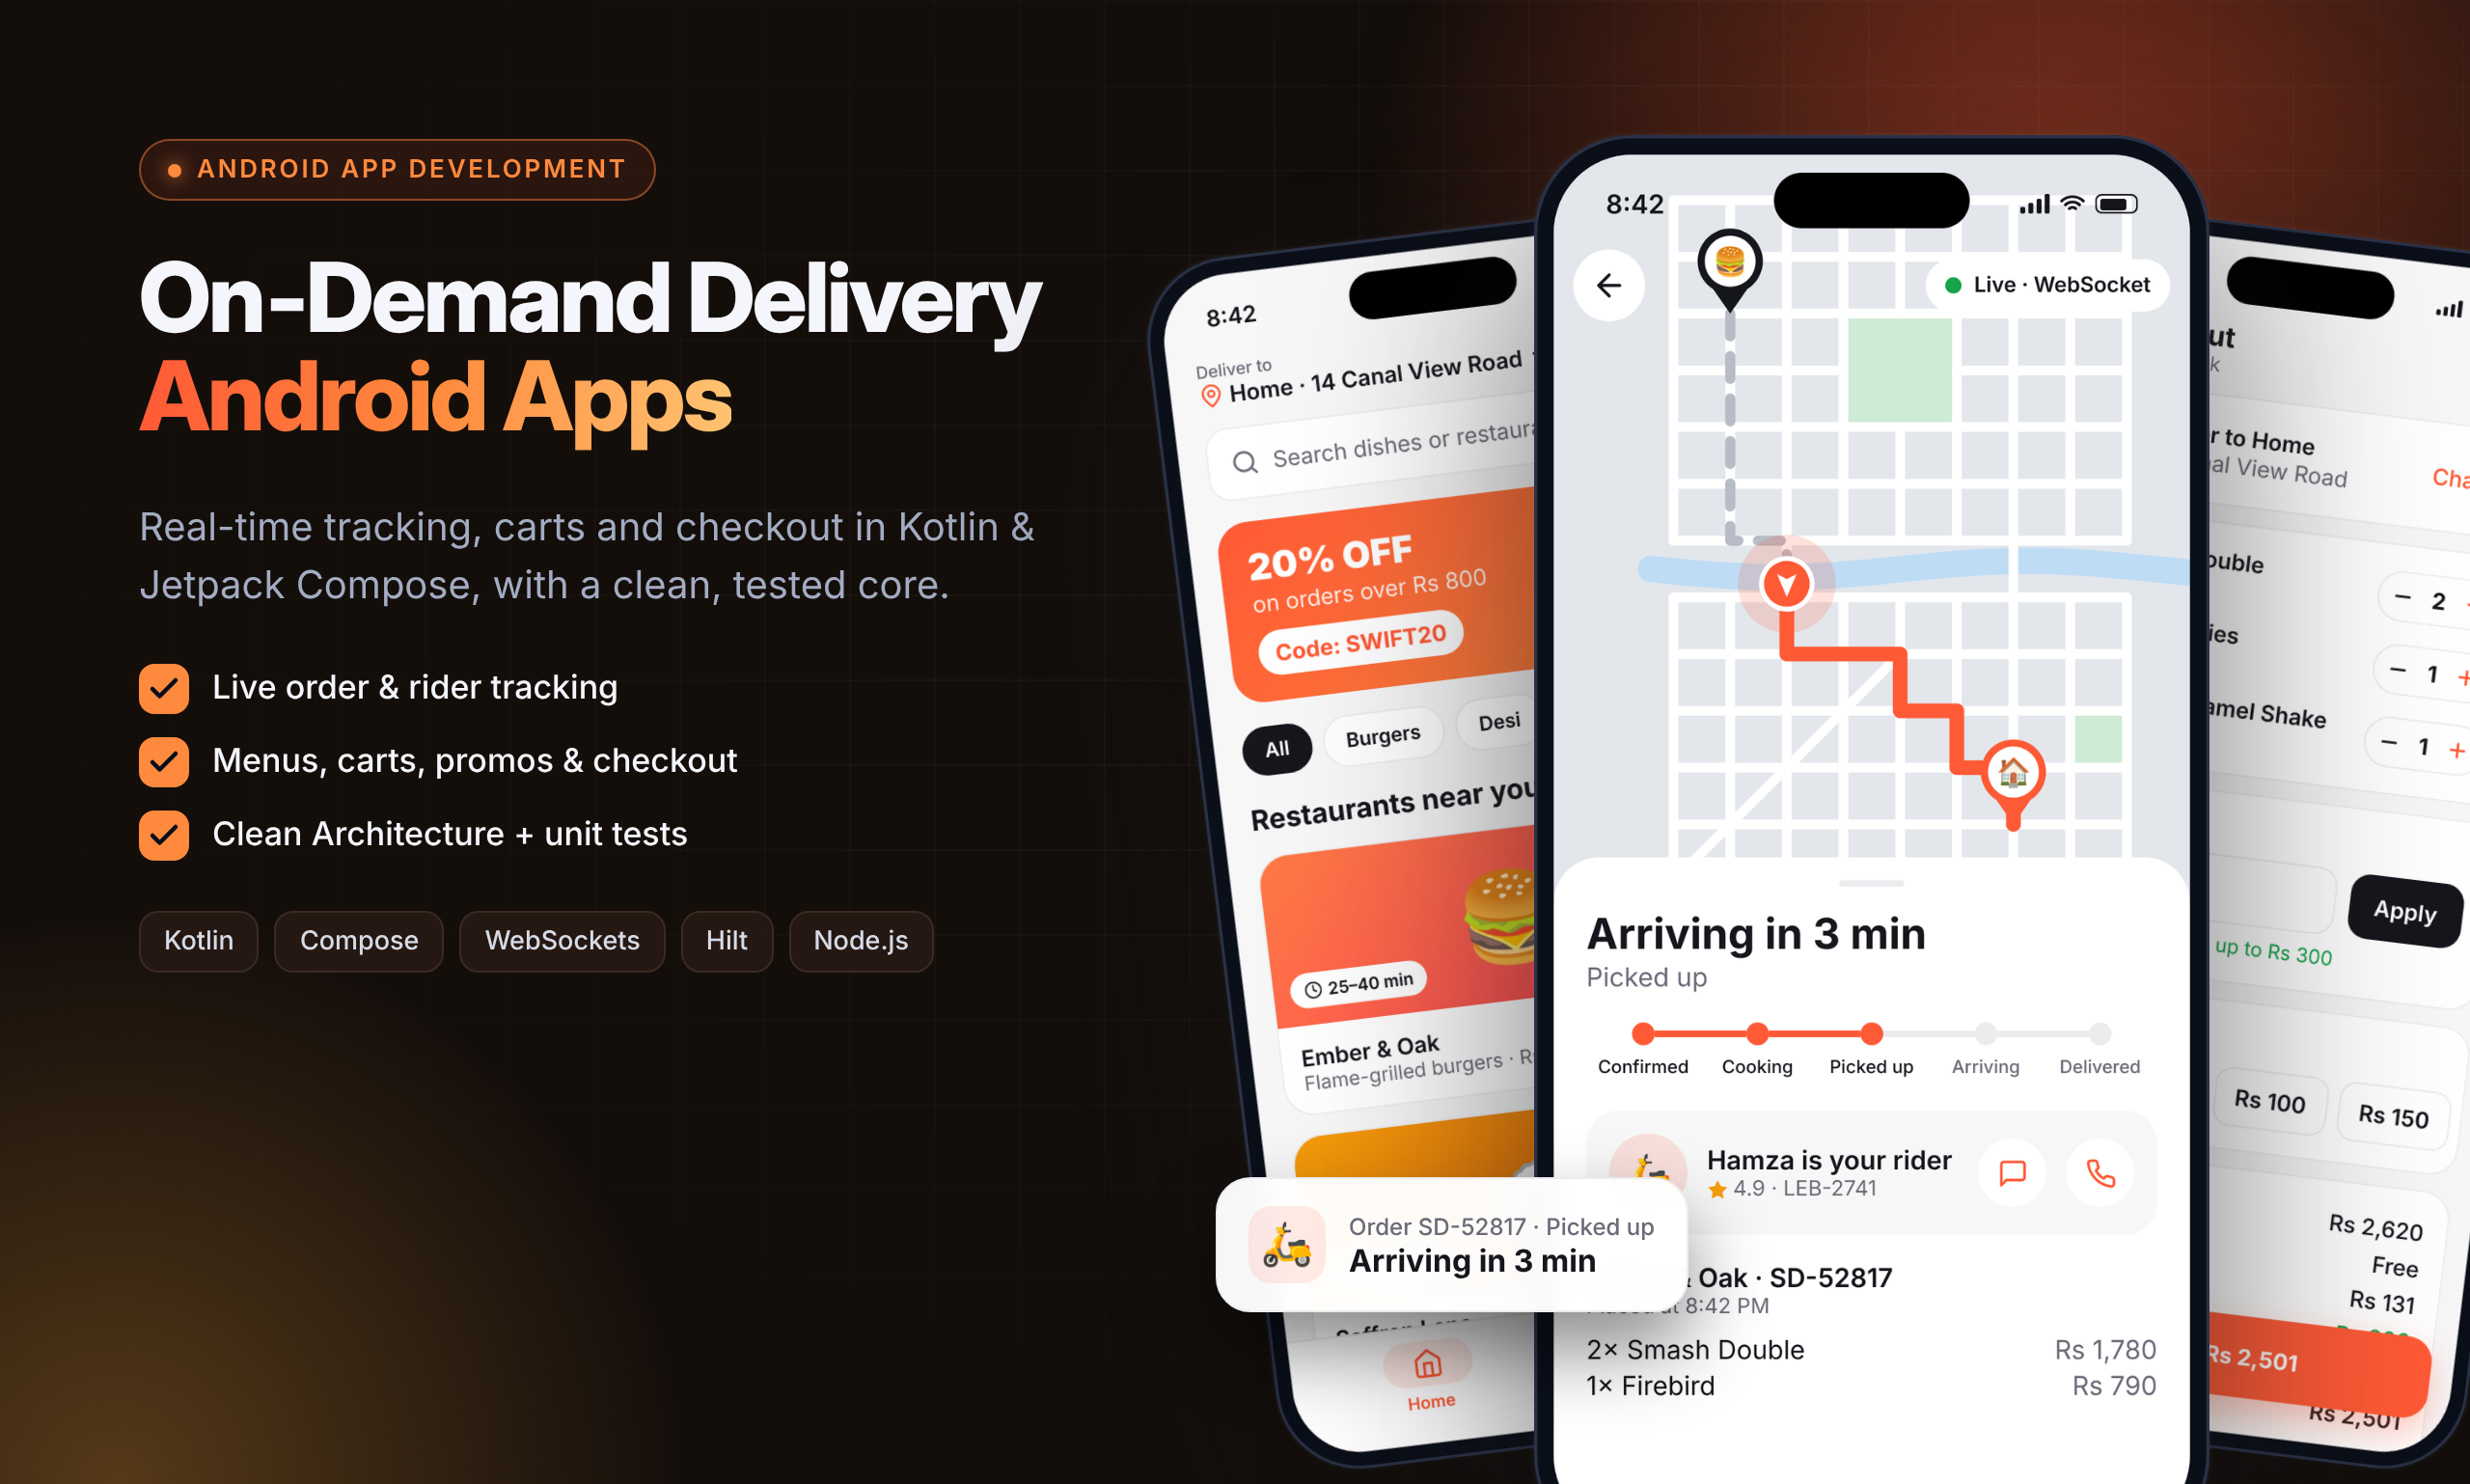 ANDROID APP DEVELOPMENT
On-Demand Delivery
Android Apps
Real-time tracking, carts and checkout in Kotlin &
Jetpack Compose, with a clean, tested core.
Live order & rider tracking
Menus, carts, promos & checkout
Clean Architecture + unit tests
Kotlin
Compose
WebSockets
Hilt
Node.js
8:42
Deliver to
Home · 14 Canal View Road
Search dishes or
20% OFF
on orders over Rs 800
Code: SWIFT20
All
Burgers
Desi
Restaurants near you
25–40 min
Ember & Oak
Flame-grilled burgers ·
Home
Order SD-52817 · Picked up
Arriving in 3 min
8:42
Live · WebSocket
Arriving in 3 min
Picked up
Confirmed
Cooking
Picked up
Arriving
Delivered
Hamza is your rider
4.9 · LEB-2741
Oak · SD-52817
8:42 PM
2× Smash Double
Rs 1,780
1× Firebird
Rs 790
to Home
View Road
2
1
Shake
1
Apply
up to Rs 300
Rs 100
Rs 150
Rs 2,620
Free
Rs 131
Rs 2,501
Rs 2,501